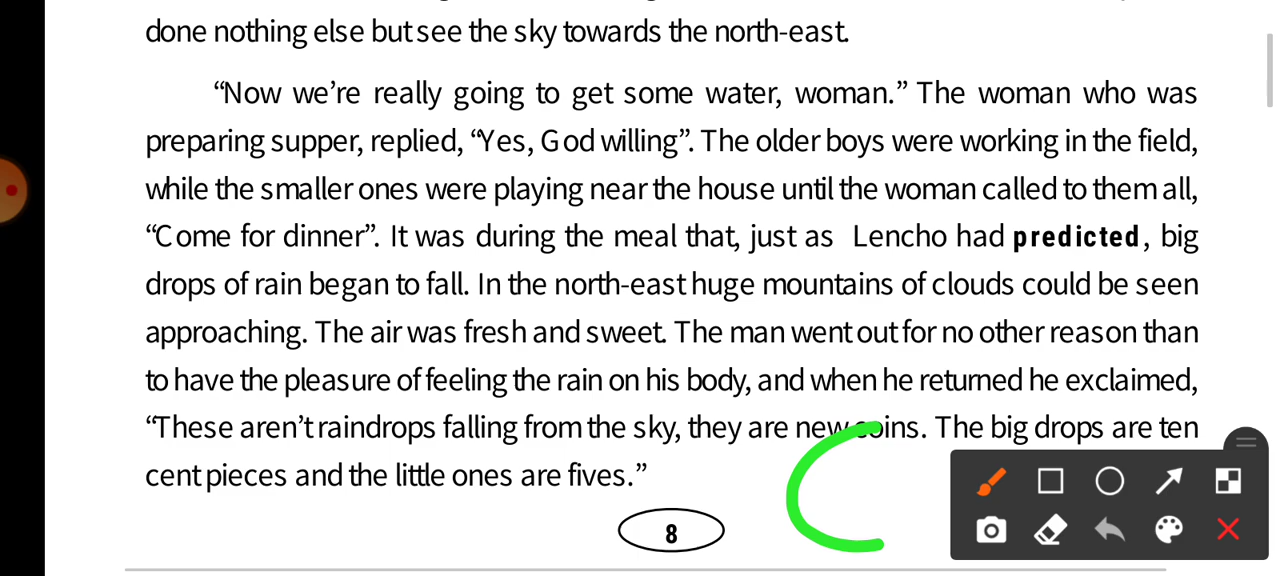 done nothing else but see the sky towards the north-east.
“Now we’re really going to get some water, woman.” The woman who was
preparing supper, replied, “Yes, God willing”. The older boys were working in the field,
while the smaller ones were playing near the house until the woman called to them all,
“Come for dinner”. It was during the meal that, just as Lencho had predicted, big
drops of rain began to fall. In the north-east huge mountains of clouds could be seen
approaching. The air was fresh and sweet. The man went out for no other reason than
to have the pleasure of feeling the rain on his body, and when he returned he exclaimed,
“These aren’t raindrops falling from the sky, they are new coins. The big drops are ten
cent pieces and the little ones are fives.”
8